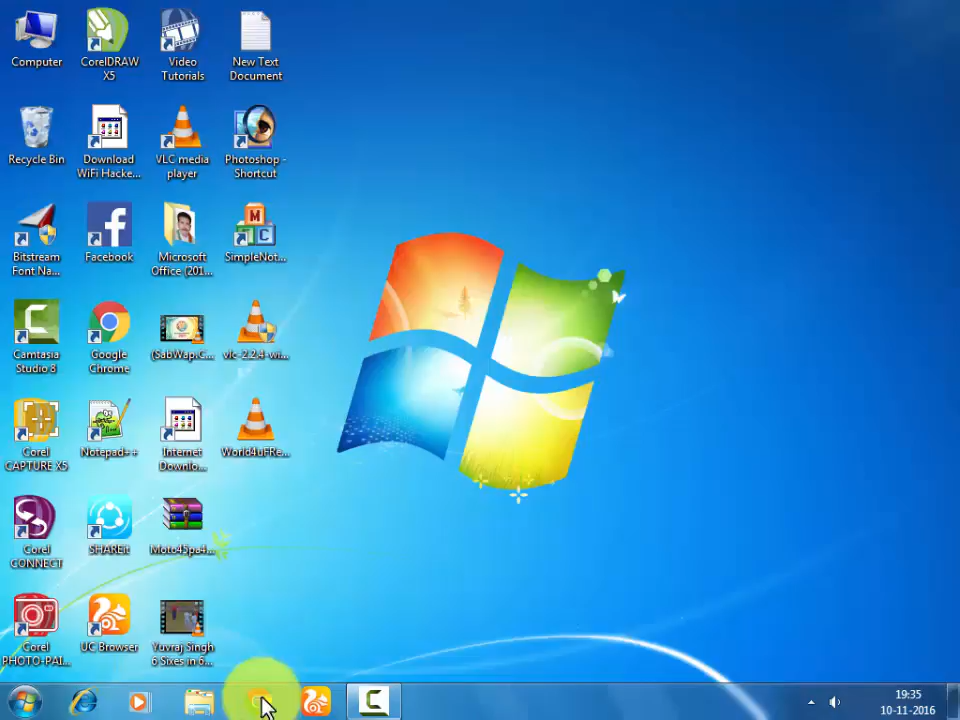 Computer
CorelDRAW
X5
Video
Tutorials
New Text
Document
Recycle Bin
Download
WiFi Hacke...
VLC media
player
Photoshop -
Shortcut
Bitstream
Font Na...
Facebook
Microsoft
Office (201...
SimpleNot...
Camtasia
Studio 8
Google
Chrome
(SabWap.C...
vlc-2.2.4-wi...
Corel
CAPTURE X5
Notepad++
Internet
Downlo...
World4uFRe...
Corel
CONNECT
SHAREit
Moto45pa4...
Corel
PHOTO-PAI...
UC Browser
Yuvraj Singh
6 Sixes in 6...
19:35
10-11-2016